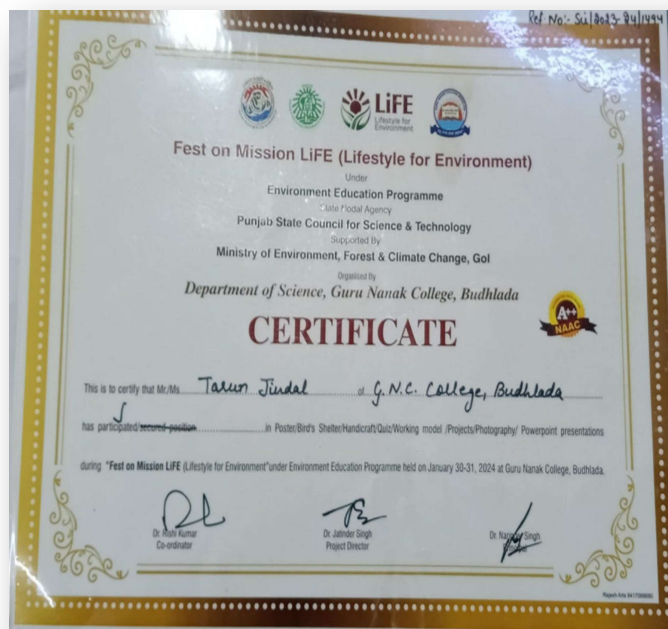 Ref No:- Sci/2023-24/1494
LiFE
Lifestyle for
Environment
Fest on Mission LiFE (Lifestyle for Environment)
Under
Environment Education Programme
State Nodal Agency
Punjab State Council for Science & Technology
Supported By
Ministry of Environment, Forest & Climate Change, GoI
Organised by
Department of Science, Guru Nanak College, Budhlada
A++
NAAC
CERTIFICATE
This is to certify that Mr./Ms. Tarun Jindal of G.N.C. College, Budhlada
has participated/secured position in Poster/Bird's Shelter/Handicraft/Quiz/Working model /Projects/Photography/ Powerpoint presentations
during "Fest on Mission LiFE (Lifestyle for Environment"under Environment Education Programme held on January 30-31, 2024 at Guru Nanak College, Budhlada.
Dr. Rishi Kumar Dr. Jatinder Singh Dr. Singh
Co-ordinator Project Director